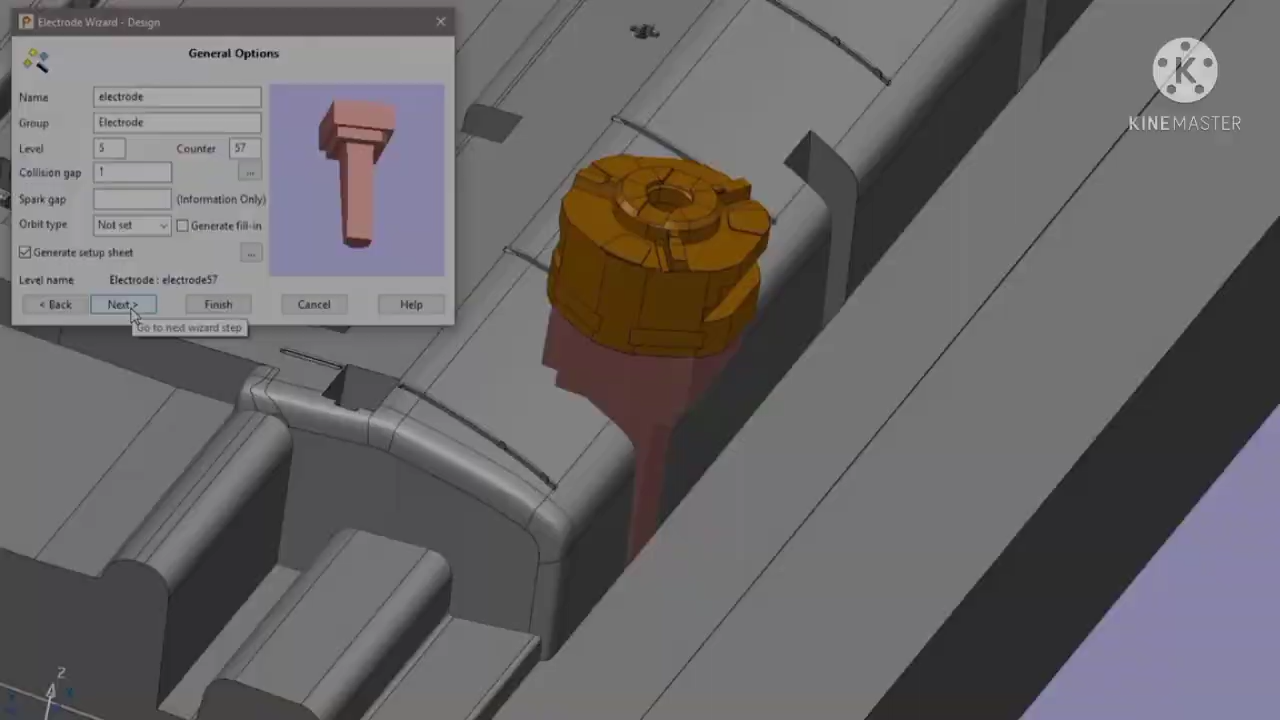 Electrode Wizard - Design
General Options
Name electrode
Group Electrode
Level 5 Counter 57
Collision gap 1 ...
Spark gap (Information Only)
Orbit type Not set Generate fill-in
Generate setup sheet ...
Level name Electrode : electrode57
< Back Next > Finish Cancel Help
Go to next wizard step
K
KINEMASTER
Z